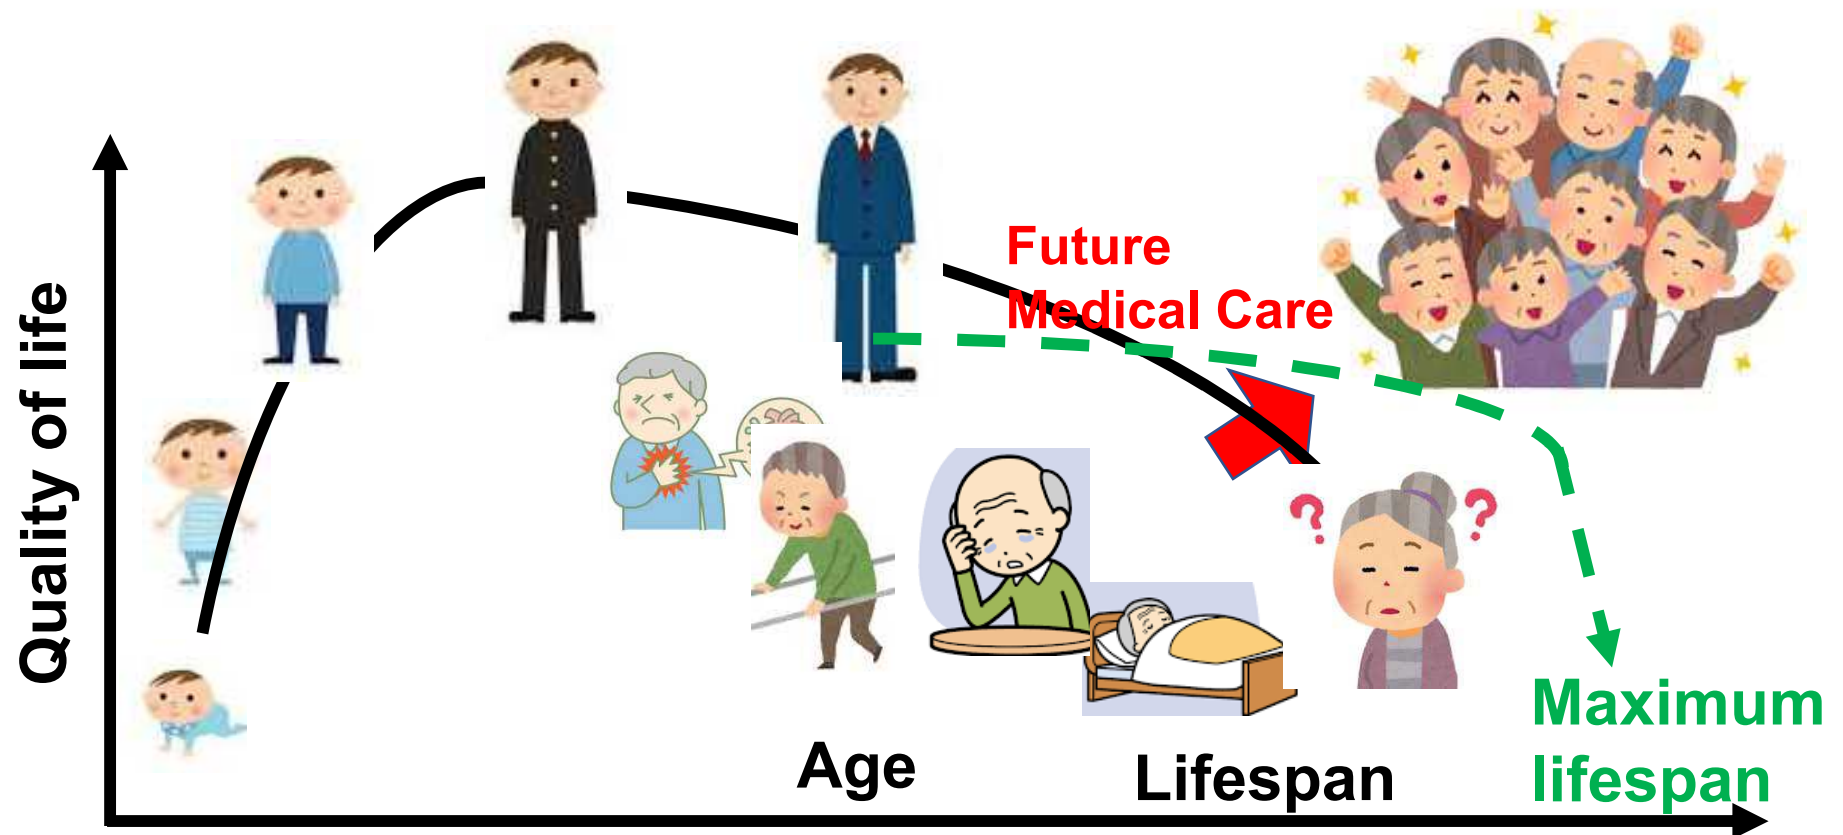 Quality of life
Future
Medical Care
?
?
Age
Lifespan
Maximum
lifespan